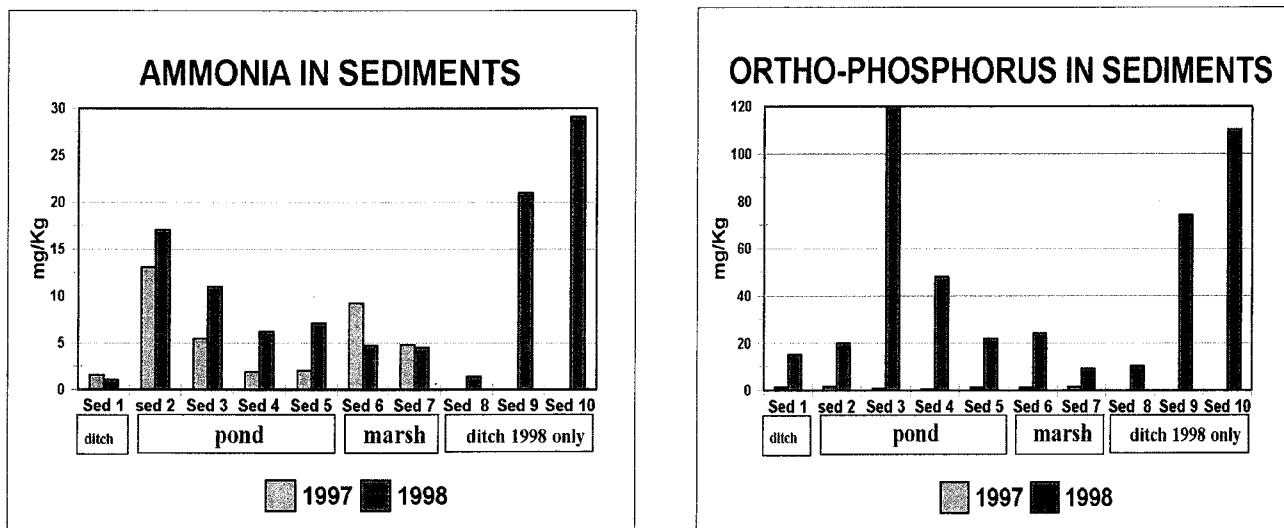 AMMONIA IN SEDIMENTS
30
25
20
15
10
5
0
mg/Kg
Sed 1 sed 2 Sed 3 Sed 4 Sed 5 Sed 6 Sed 7 Sed 8 Sed 9 Sed 10
ditch pond marsh ditch 1998 only
1997 1998
ORTHO-PHOSPHORUS IN SEDIMENTS
120
100
80
60
40
20
0
mg/Kg
Sed 1 sed 2 Sed 3 Sed 4 Sed 5 Sed 6 Sed 7 Sed 8 Sed 9 Sed 10
ditch pond marsh ditch 1998 only
1997 1998